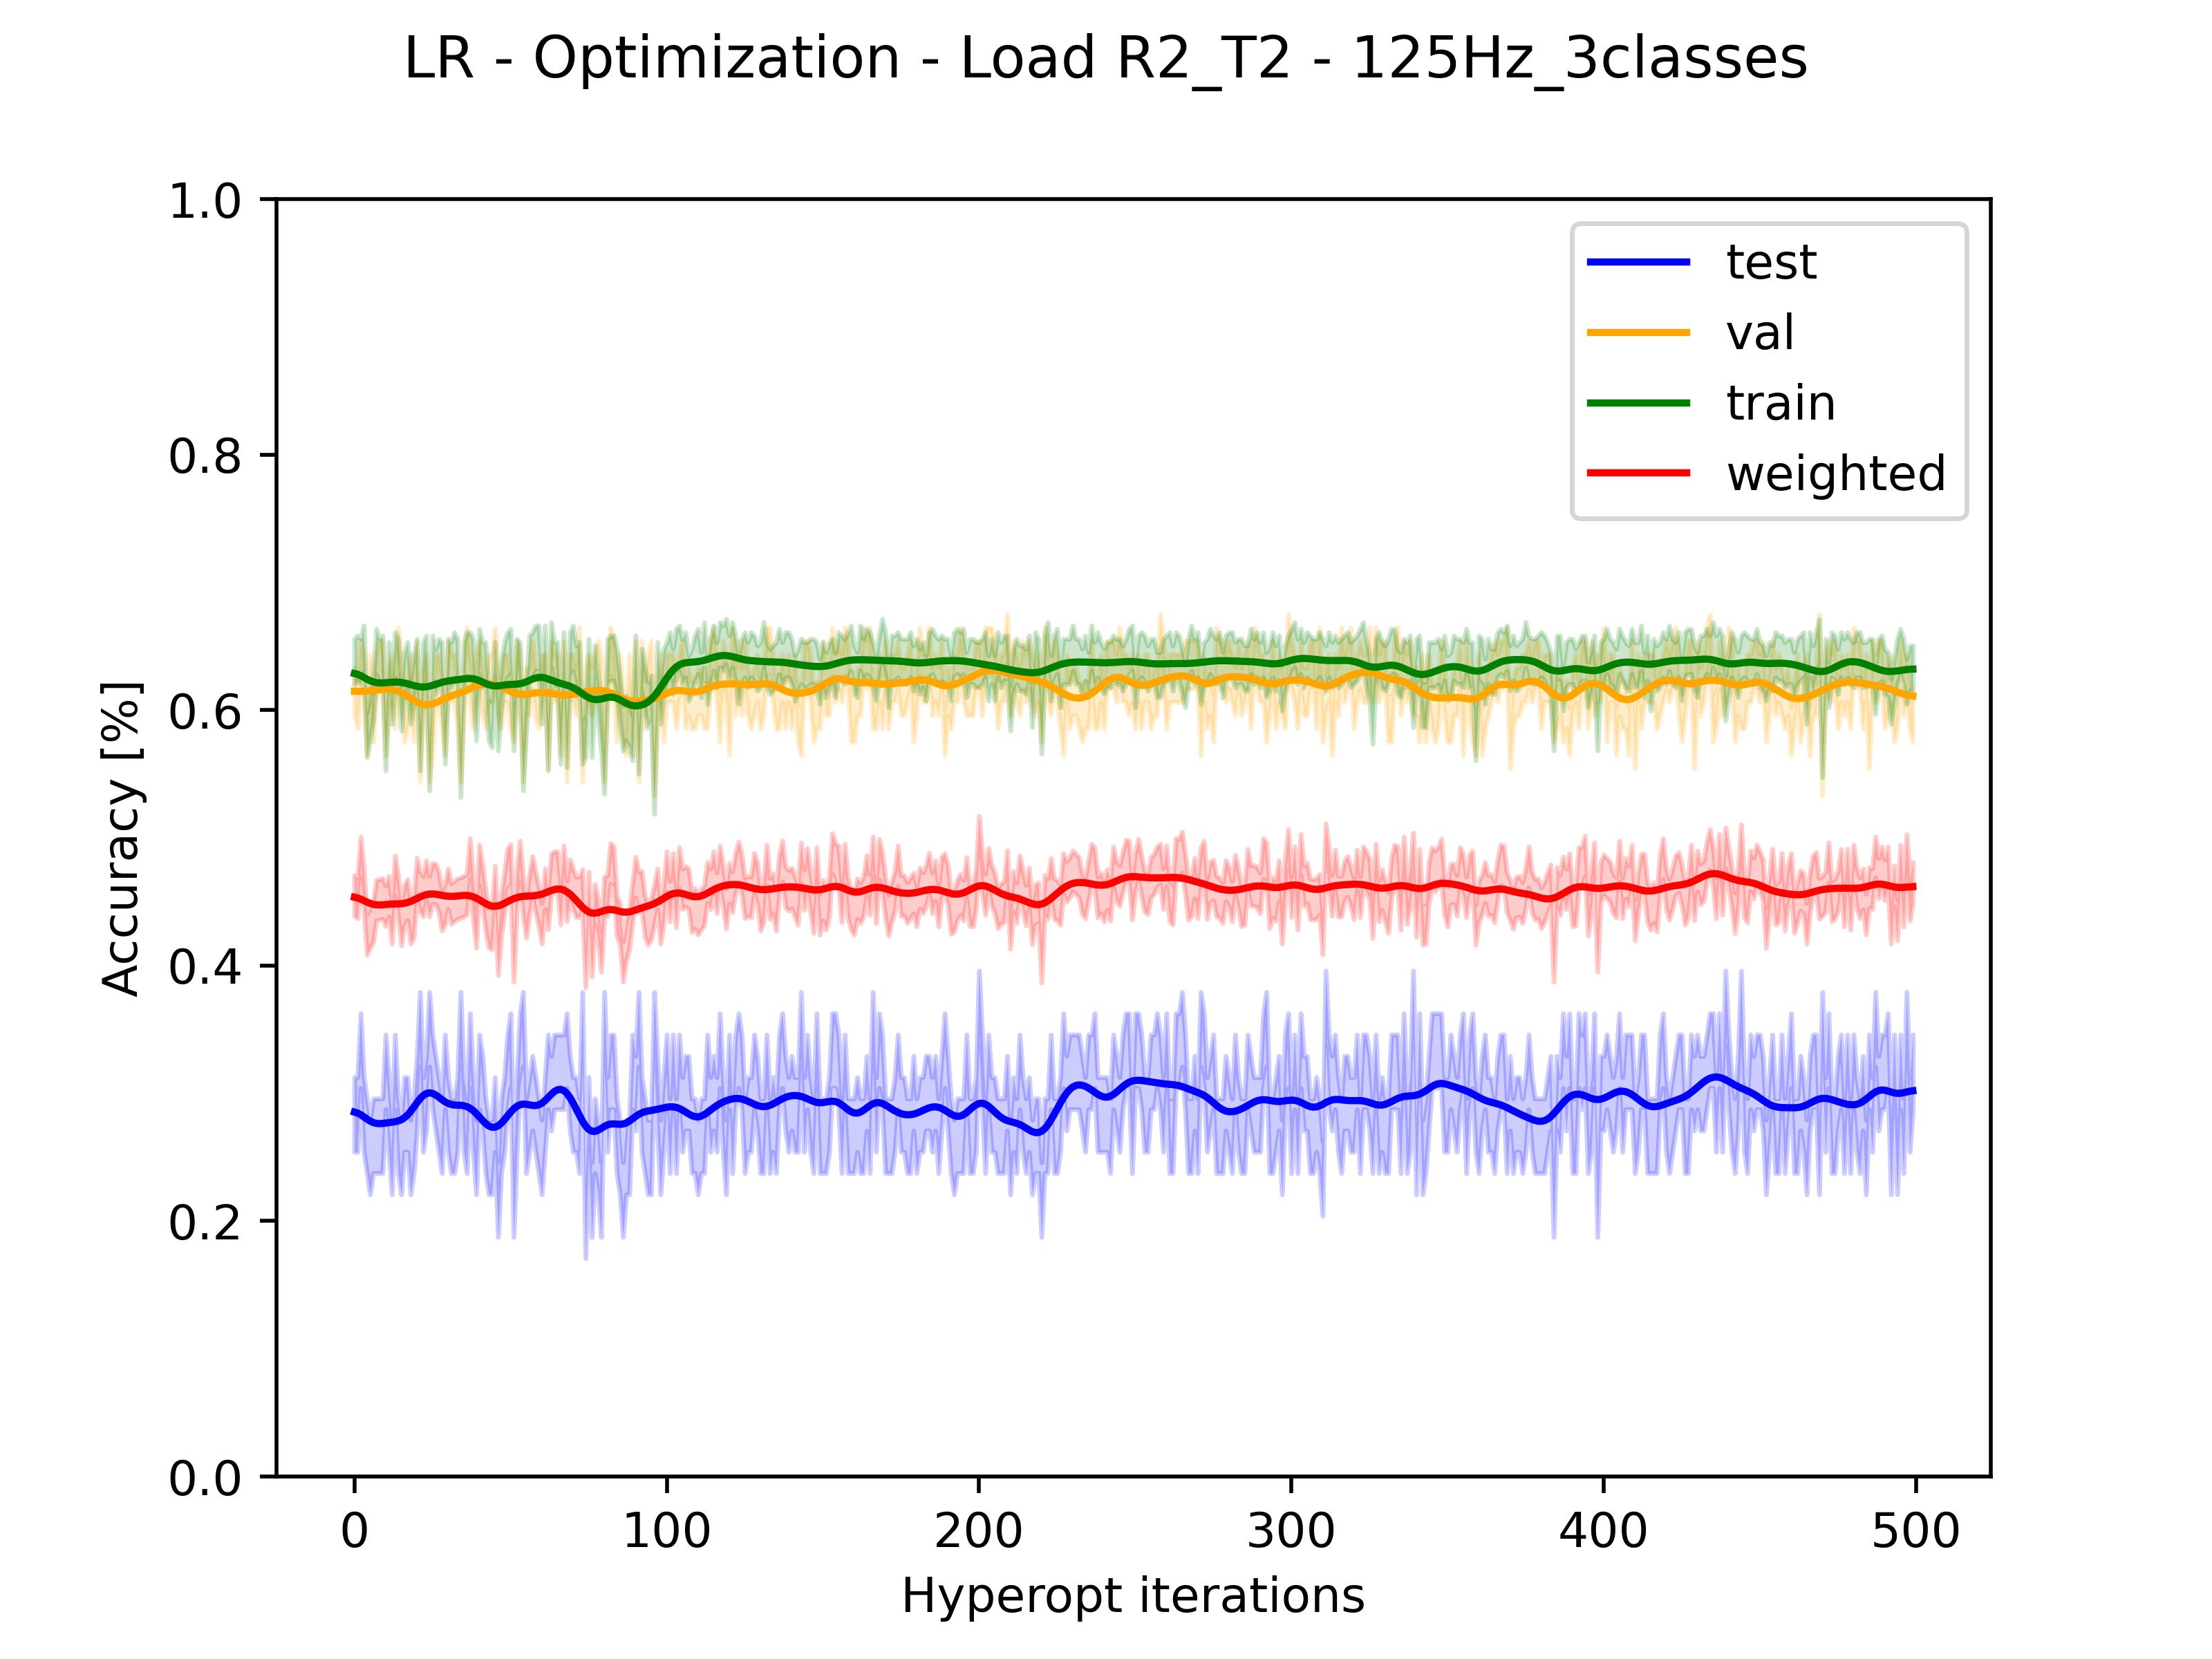 LR - Optimization - Load R2_T2 - 125Hz_3classes
1.0
0.8
0.6
0.4
0.2
0.0
Accuracy [%]
test
val
train
weighted
0 100 200 300 400 500
Hyperopt iterations